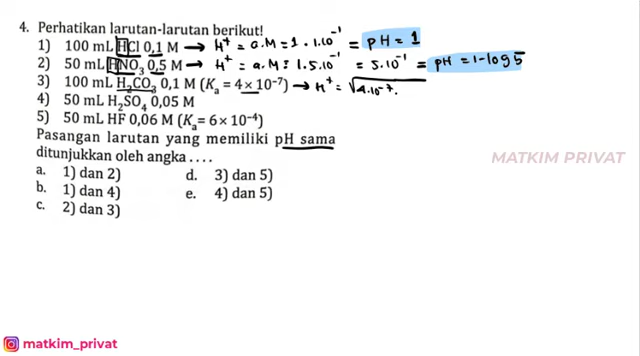 4. Perhatikan larutan-larutan berikut!
1) 100 mL HCl 0,1 M → H⁺ = a.M = 1 . 1.10⁻¹ = pH = 1
2) 50 mL HNO₃ 0,5 M → H⁺ = a.M = 1.5.10⁻¹ = 5.10⁻¹ = pH = 1 - log 5
3) 100 mL H₂CO₃ 0,1 M (Kₐ = 4 × 10⁻⁷) → H⁺ = √4.10⁻⁷.
4) 50 mL H₂SO₄ 0,05 M
5) 50 mL HF 0,06 M (Kₐ = 6 × 10⁻⁴)
Pasangan larutan yang memiliki pH sama
ditunjukkan oleh angka . . . .
a. 1) dan 2) d. 3) dan 5)
b. 1) dan 4) e. 4) dan 5)
c. 2) dan 3)
MATKIM PRIVAT
matkim_privat